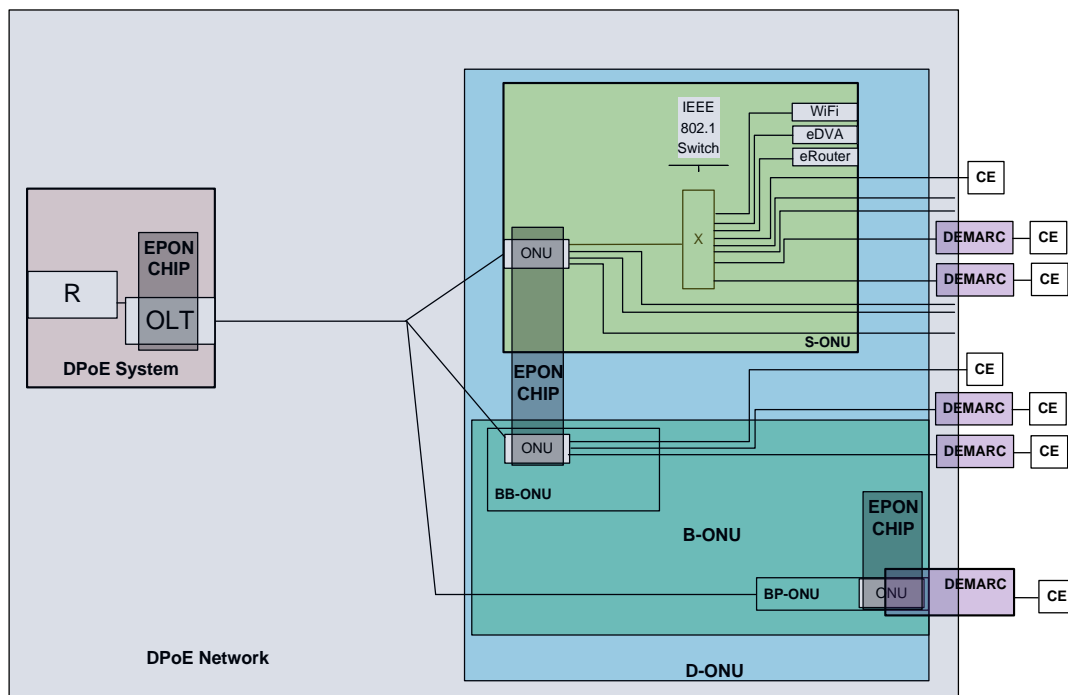 IEEE
802.1
Switch
WiFi
eDVA
eRouter
CE
EPON
CHIP
R
OLT
DPoE System
ONU
X
DEMARC
CE
DEMARC
CE
S-ONU
EPON
CHIP
CE
DEMARC
CE
ONU
DEMARC
CE
BB-ONU
EPON
CHIP
B-ONU
BP-ONU
ONU
DEMARC
CE
DPoE Network
D-ONU